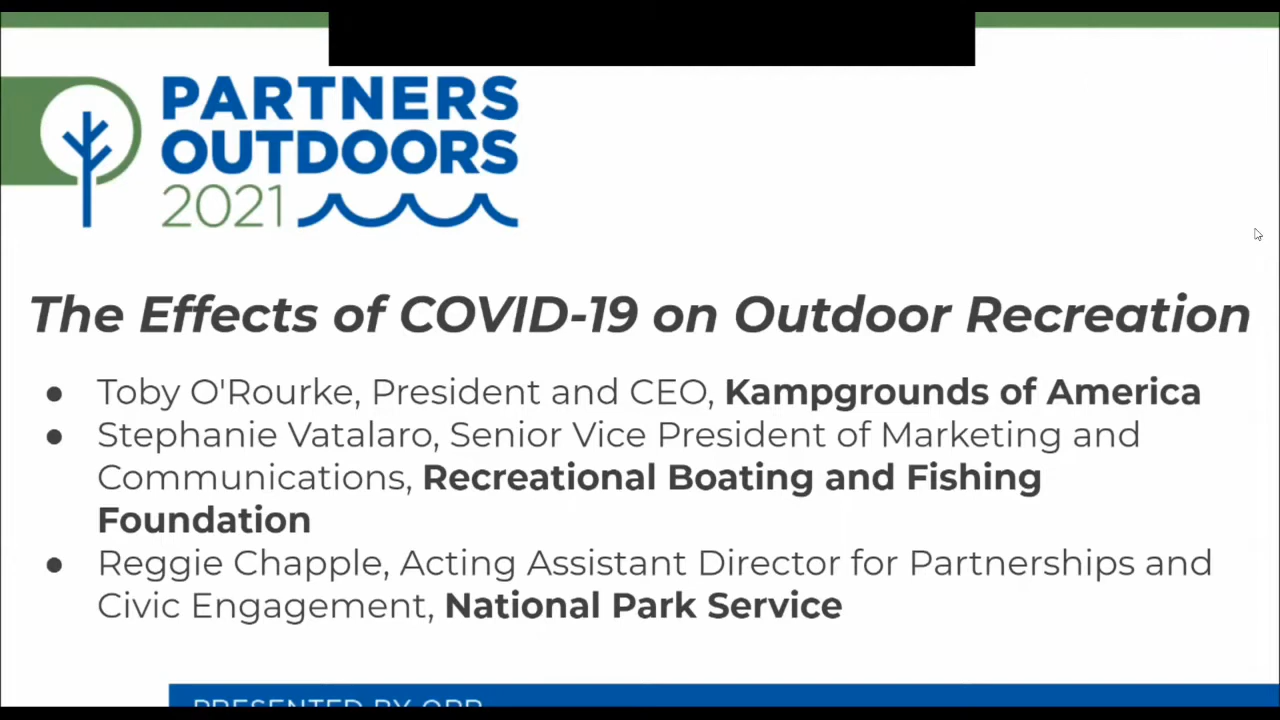 PARTNERS
OUTDOORS
2021
The Effects of COVID-19 on Outdoor Recreation
● Toby O'Rourke, President and CEO, Kampgrounds of America
● Stephanie Vatalaro, Senior Vice President of Marketing and
Communications, Recreational Boating and Fishing
Foundation
● Reggie Chapple, Acting Assistant Director for Partnerships and
Civic Engagement, National Park Service
PRESENTED BY